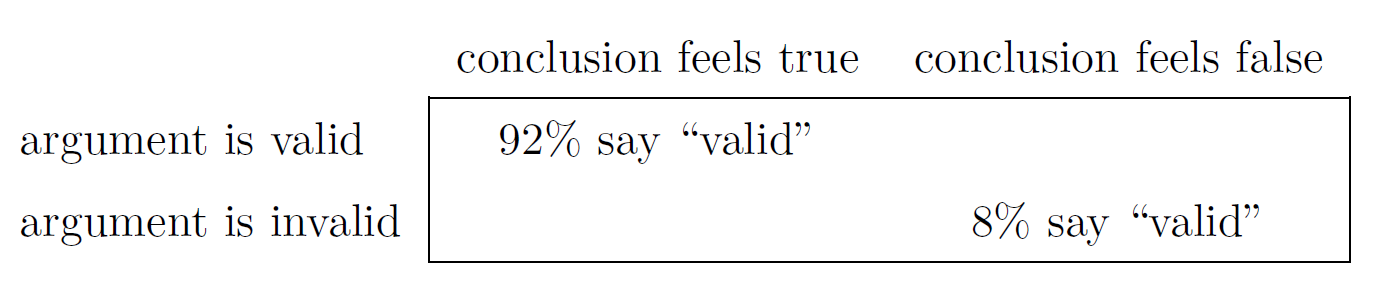 conclusion feels true conclusion feels false
argument is valid 92% say “valid”
argument is invalid 8% say “valid”